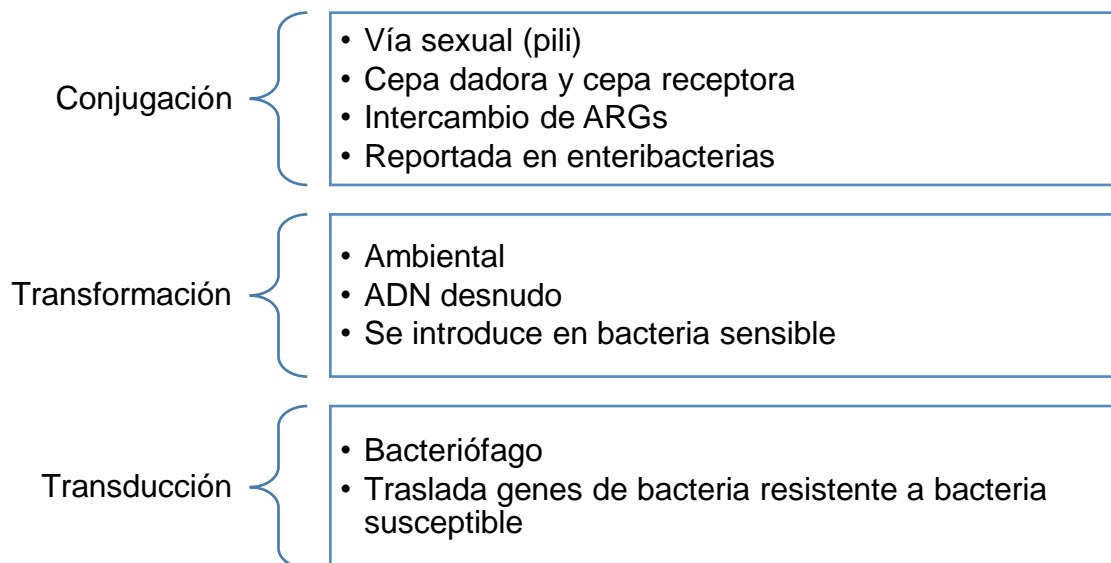 Conjugación
• Vía sexual (pili)
• Cepa dadora y cepa receptora
• Intercambio de ARGs
• Reportada en enteribacterias
Transformación
• Ambiental
• ADN desnudo
• Se introduce en bacteria sensible
Transducción
• Bacteriófago
• Traslada genes de bacteria resistente a bacteria
susceptible